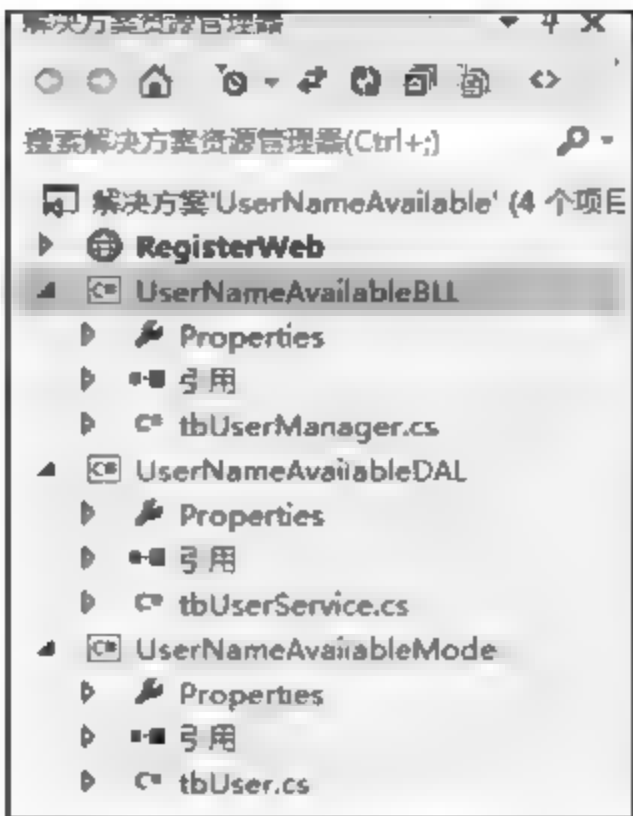 解决方案资源管理器
搜索解决方案资源管理器(Ctrl+;)
解决方案'UserNameAvailable' (4 个项目
RegisterWeb
C# UserNameAvailableBLL
Properties
引用
C# tbUserManager.cs
C# UserNameAvailableDAL
Properties
引用
C# tbUserService.cs
C# UserNameAvailableMode
Properties
引用
C# tbUser.cs